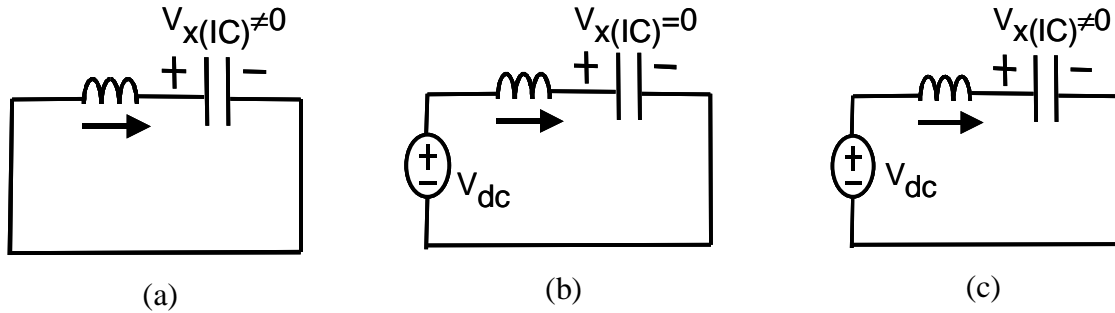 Vx(IC)≠0
+ −
(a)
Vx(IC)=0
+ −
+
−
Vdc
(b)
Vx(IC)≠0
+ −
+
−
Vdc
(c)